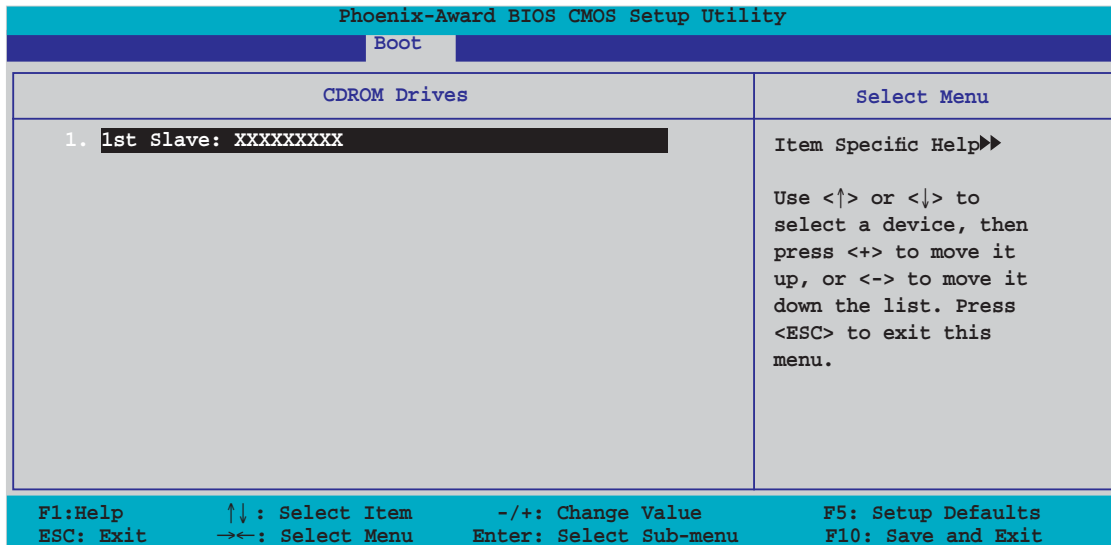 Phoenix-Award BIOS CMOS Setup Utility
Boot
CDROM Drives
Select Menu
1. 1st Slave: XXXXXXXXX
Item Specific Help▶▶
Use <↑> or <↓> to
select a device, then
press <+> to move it
up, or <-> to move it
down the list. Press
<ESC> to exit this
menu.
F1:Help ↑↓: Select Item -/+: Change Value F5: Setup Defaults
ESC: Exit →←: Select Menu Enter: Select Sub-menu F10: Save and Exit